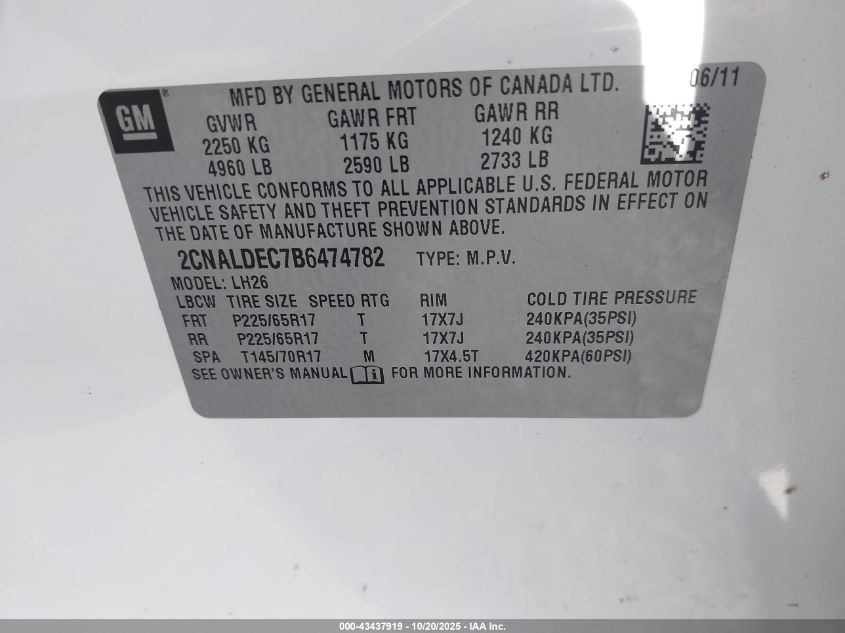 GM
MFD BY GENERAL MOTORS OF CANADA LTD. 06/11
GVWR GAWR FRT GAWR RR
2250 KG 1175 KG 1240 KG
4960 LB 2590 LB 2733 LB
THIS VEHICLE CONFORMS TO ALL APPLICABLE U.S. FEDERAL MOTOR
VEHICLE SAFETY AND THEFT PREVENTION STANDARDS IN EFFECT ON
THE DATE OF MANUFACTURE SHOWN ABOVE.
2CNALDEC7B6474782 TYPE: M.P.V.
MODEL: LH26
LBCW TIRE SIZE SPEED RTG RIM COLD TIRE PRESSURE
FRT P225/65R17 T 17X7J 240KPA(35PSI)
RR P225/65R17 T 17X7J 240KPA(35PSI)
SPA T145/70R17 M 17X4.5T 420KPA(60PSI)
SEE OWNER'S MANUAL FOR MORE INFORMATION.
000-43437919 - 10/20/2025 - IAA Inc.